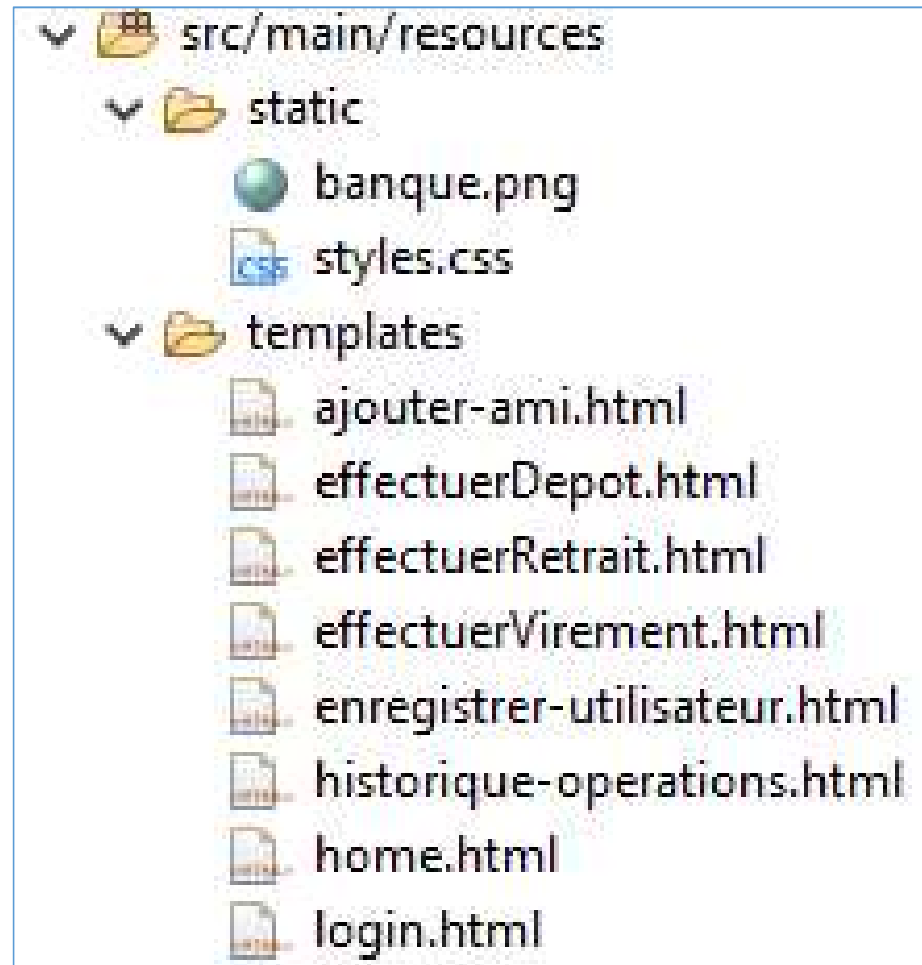 src/main/resources
static
banque.png
styles.css
templates
ajouter-ami.html
effectuerDepot.html
effectuerRetrait.html
effectuerVirement.html
enregistrer-utilisateur.html
historique-operations.html
home.html
login.html